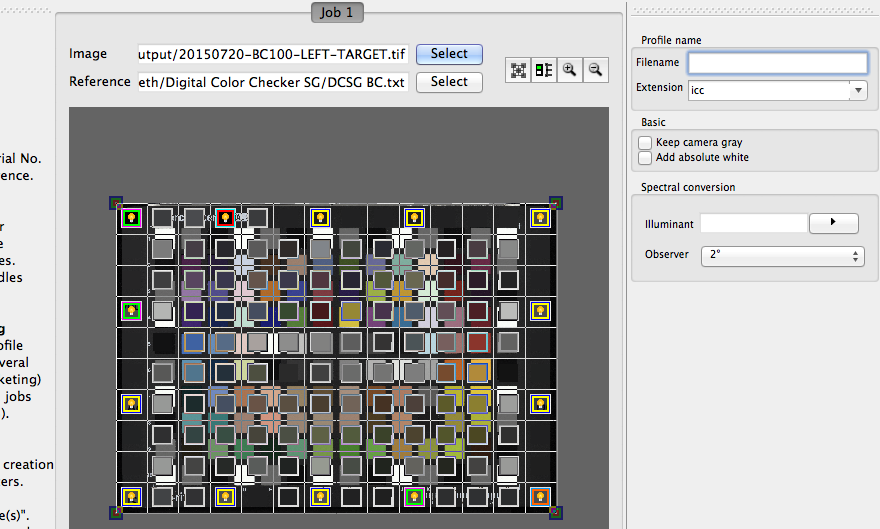 Job 1
Image
utput/20150720-BC100-LEFT-TARGET.tif
Select
Reference
eth/Digital Color Checker SG/DCSG BC.txt
Select
rial No.
ence.
r
e
es.
dles
g
ofile
veral
keting)
jobs
).
creation
ters.
e(s)".
Profile name
Filename
Extension
icc
Basic
Keep camera gray
Add absolute white
Spectral conversion
Illuminant
Observer
2°